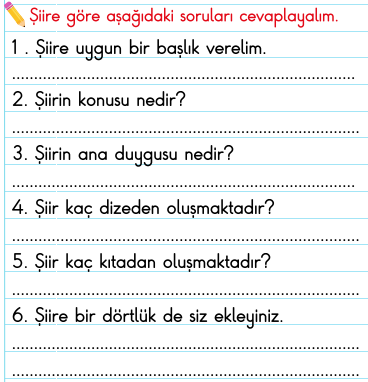 Şiire göre aşağıdaki soruları cevaplayalım.
1 . Şiire uygun bir başlık verelim.
........................................................................
2. Şiirin konusu nedir?
.........................................................................
3. Şiirin ana duygusu nedir?
........................................................................
4. Şiir kaç dizeden oluşmaktadır?
.........................................................................
5. Şiir kaç kıtadan oluşmaktadır?
.........................................................................
6. Şiire bir dörtlük de siz ekleyiniz.
.........................................................................
.........................................................................